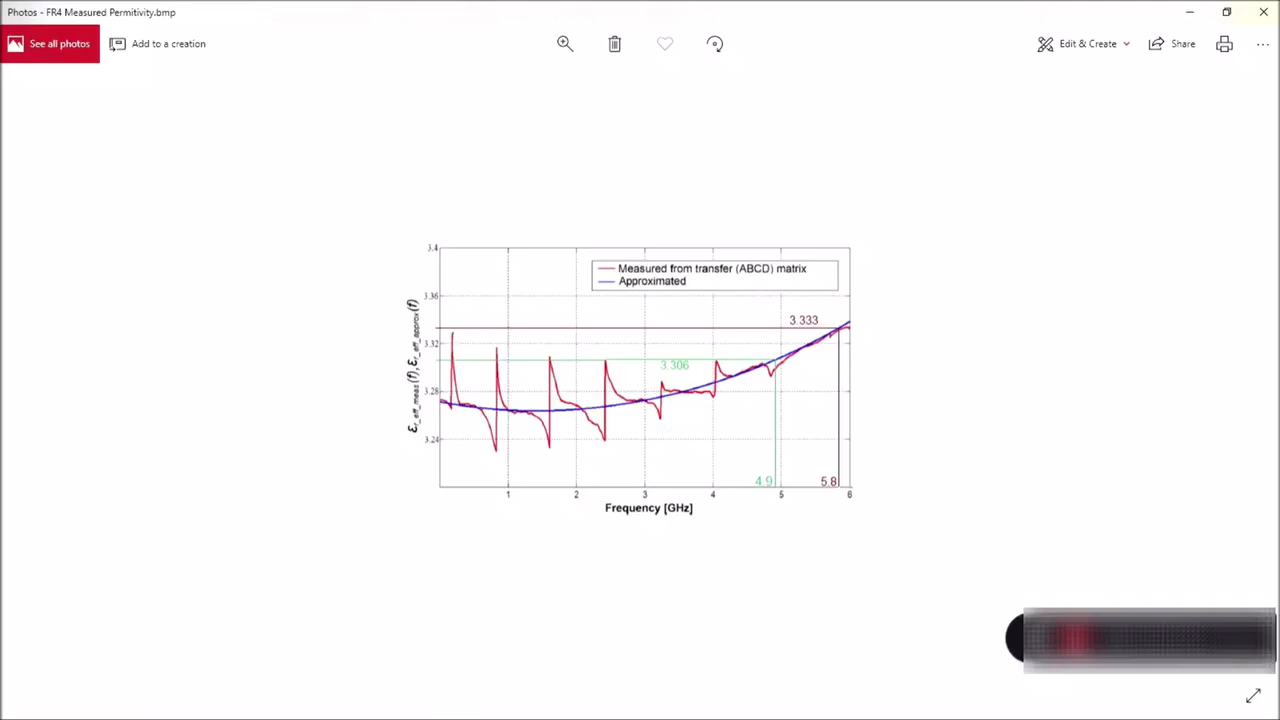 Photos - FR4 Measured Permitivity.bmp
See all photos
Add to a creation
Edit & Create
Share
3.4
Measured from transfer (ABCD) matrix
Approximated
3.36
3.333
3.32
3.306
3.28
3.24
εr_eff_meas(f), εr_eff_approx(f)
4.9
5.8
1 2 3 4 5 6
Frequency [GHz]